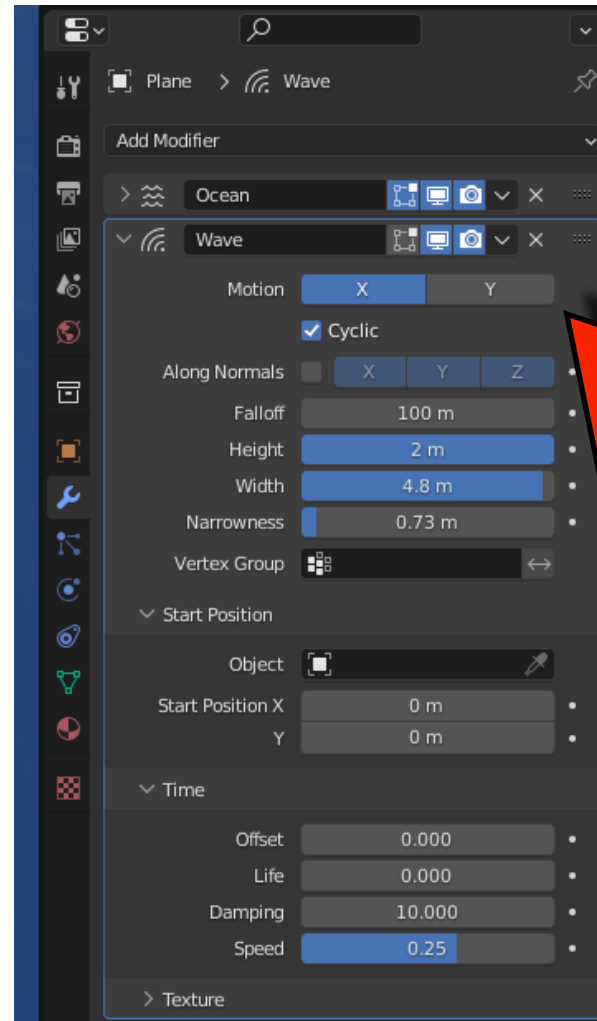 Plane > Wave
Add Modifier
Ocean
Wave
Motion X Y
Cyclic
Along Normals X Y Z
Falloff 100 m
Height 2 m
Width 4.8 m
Narrowness 0.73 m
Vertex Group
Start Position
Object
Start Position X 0 m
Y 0 m
Time
Offset 0.000
Life 0.000
Damping 10.000
Speed 0.25
Texture